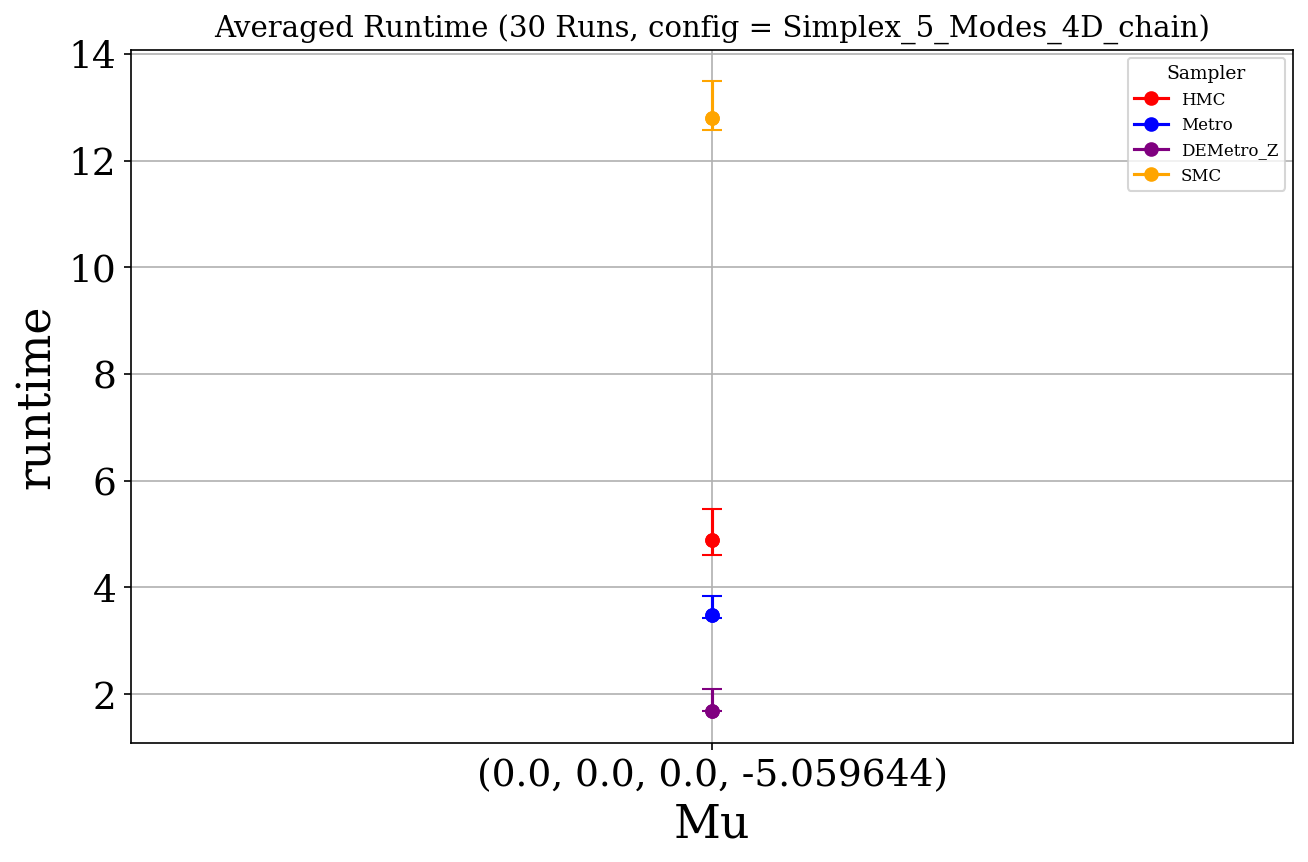 Averaged Runtime (30 Runs, config = Simplex_5_Modes_4D_chain)
14
12
10
8
6
4
2
runtime
Sampler
HMC
Metro
DEMetro_Z
SMC
(0.0, 0.0, 0.0, -5.059644)
Mu